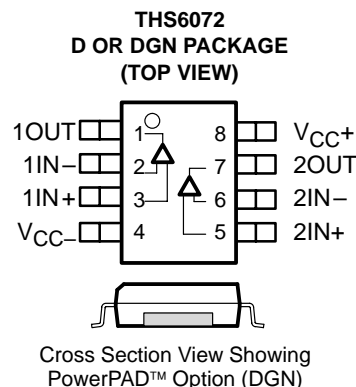 THS6072
D OR DGN PACKAGE
(TOP VIEW)
1OUT 1 8 VCC+
1IN− 2 7 2OUT
1IN+ 3 6 2IN−
VCC− 4 5 2IN+
Cross Section View Showing
PowerPAD™ Option (DGN)